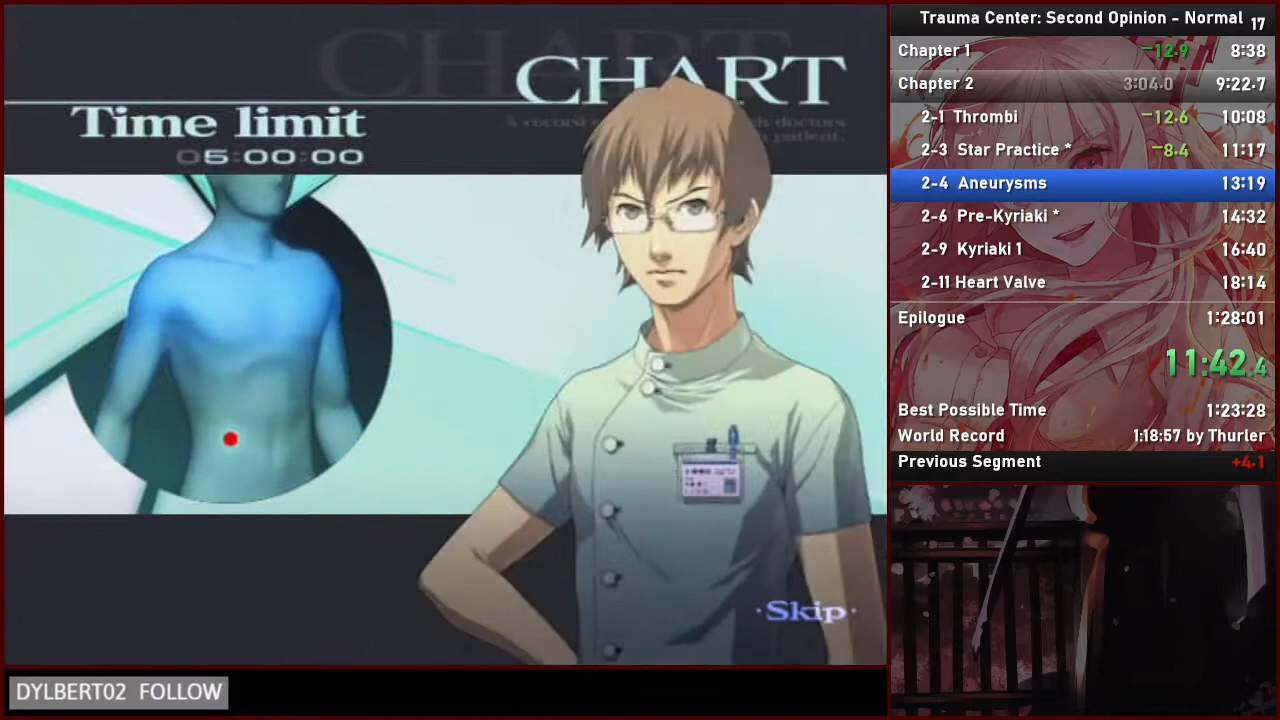 CHART
CHART
Time limit
05:00:00
patient.
·Skip·
DYLBERT02 FOLLOW
Trauma Center: Second Opinion - Normal 17
Chapter 1 −12.9 8:38
Chapter 2 3:04.0 9:22.7
2-1 Thrombi −12.6 10:08
2-3 Star Practice * −8.4 11:17
2-4 Aneurysms 13:19
2-6 Pre-Kyriaki * 14:32
2-9 Kyriaki 1 16:40
2-11 Heart Valve 18:14
Epilogue 1:28:01
11:42.4
Best Possible Time 1:23:28
World Record 1:18:57 by Thurler
Previous Segment +4.1